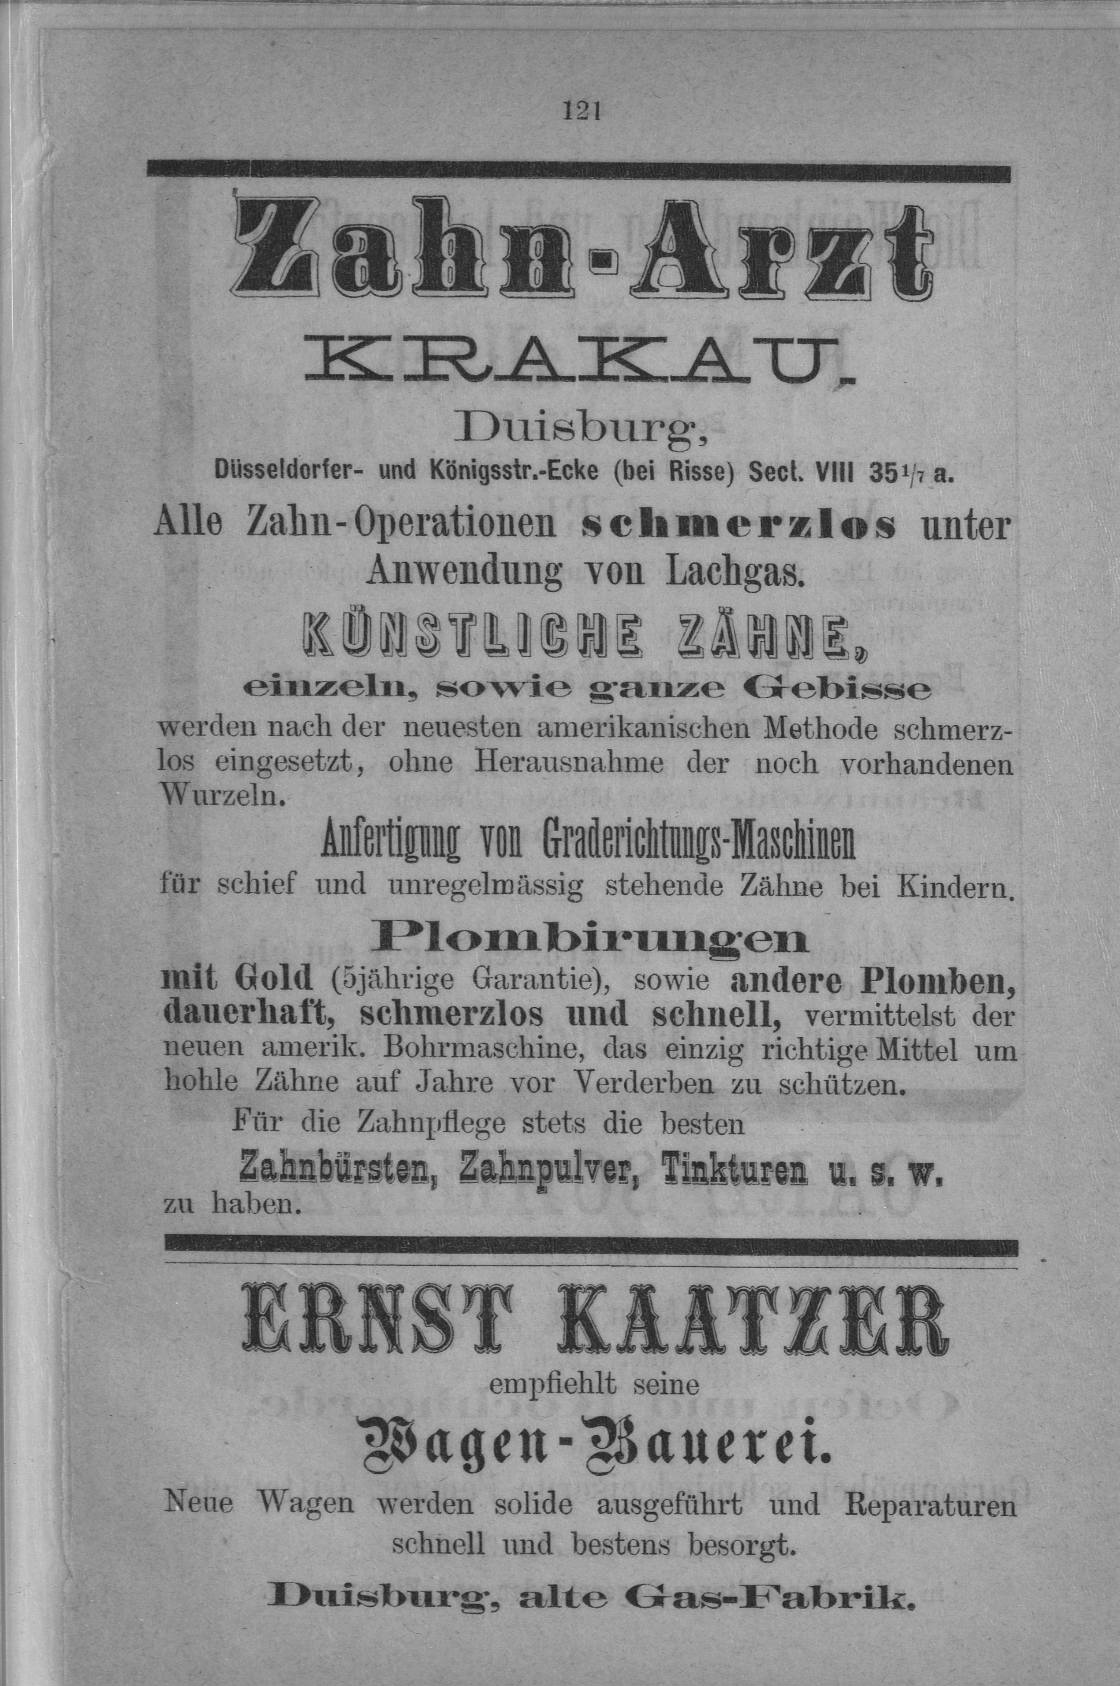 121
Zahn-Arzt
KRAKAU.
Duisburg,
Düsseldorfer- und Königsstr.-Ecke (bei Risse) Sect. VIII 35 1/7 a.
Alle Zahn-Operationen schmerzlos unter
Anwendung von Lachgas.
KÜNSTLICHE ZÄHNE,
einzeln, sowie ganze Gebisse
werden nach der neuesten amerikanischen Methode schmerz-
los eingesetzt, ohne Herausnahme der noch vorhandenen
Wurzeln.
Anfertigung von Graderichtungs-Maschinen
für schief und unregelmässig stehende Zähne bei Kindern.
Plombirungen
mit Gold (5jährige Garantie), sowie andere Plomben,
dauerhaft, schmerzlos und schnell, vermittelst der
neuen amerik. Bohrmaschine, das einzig richtige Mittel um
hohle Zähne auf Jahre vor Verderben zu schützen.
Für die Zahnpflege stets die besten
Zahnbürsten, Zahnpulver, Tinkturen u. s. w.
zu haben.
ERNST KAATZER
empfiehlt seine
Wagen-Bauerei.
Neue Wagen werden solide ausgeführt und Reparaturen
schnell und bestens besorgt.
Duisburg, alte Gas-Fabrik.